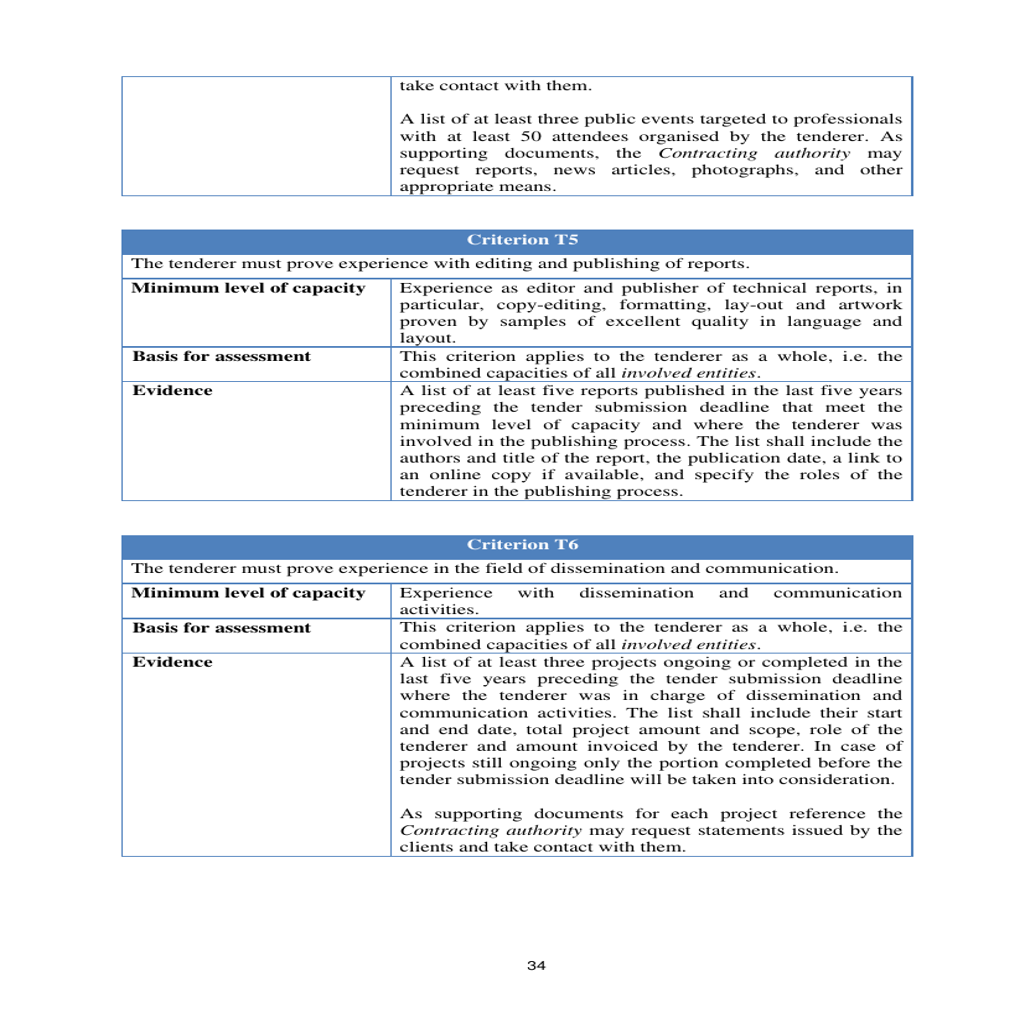 take contact with them.
A list of at least three public events targeted to professionals
with at least 50 attendees organised by the tenderer. As
supporting documents, the Contracting authority may
request reports, news articles, photographs, and other
appropriate means.
Criterion T5
The tenderer must prove experience with editing and publishing of reports.
Minimum level of capacity
Experience as editor and publisher of technical reports, in
particular, copy-editing, formatting, lay-out and artwork
proven by samples of excellent quality in language and
layout.
Basis for assessment
This criterion applies to the tenderer as a whole, i.e. the
combined capacities of all involved entities.
Evidence
A list of at least five reports published in the last five years
preceding the tender submission deadline that meet the
minimum level of capacity and where the tenderer was
involved in the publishing process. The list shall include the
authors and title of the report, the publication date, a link to
an online copy if available, and specify the roles of the
tenderer in the publishing process.
Criterion T6
The tenderer must prove experience in the field of dissemination and communication.
Minimum level of capacity
Experience with dissemination and communication
activities.
Basis for assessment
This criterion applies to the tenderer as a whole, i.e. the
combined capacities of all involved entities.
Evidence
A list of at least three projects ongoing or completed in the
last five years preceding the tender submission deadline
where the tenderer was in charge of dissemination and
communication activities. The list shall include their start
and end date, total project amount and scope, role of the
tenderer and amount invoiced by the tenderer. In case of
projects still ongoing only the portion completed before the
tender submission deadline will be taken into consideration.
As supporting documents for each project reference the
Contracting authority may request statements issued by the
clients and take contact with them.
34